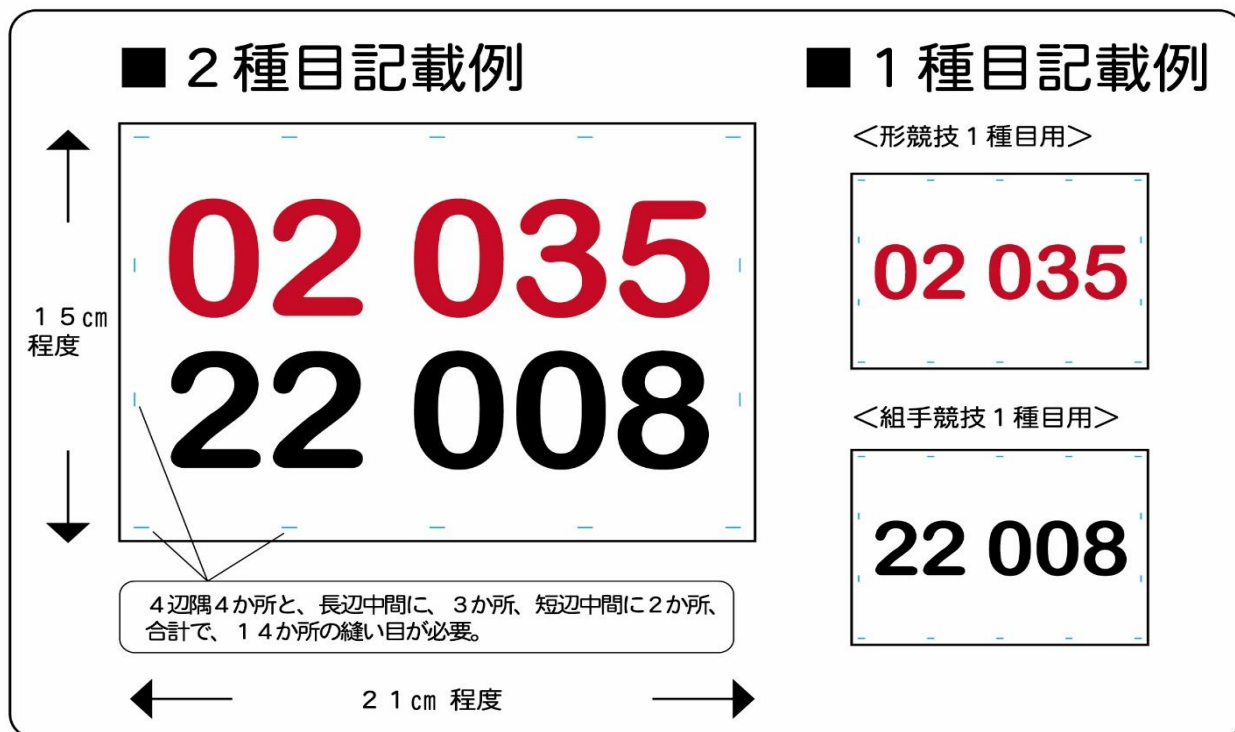 ■２種目記載例
02 035
22 008
１５㎝
程度
４辺隅４か所と、長辺中間に、３か所、短辺中間に２か所、
合計で、１４か所の縫い目が必要。
２１㎝ 程度
■１種目記載例
＜形競技１種目用＞
02 035
＜組手競技１種目用＞
22 008